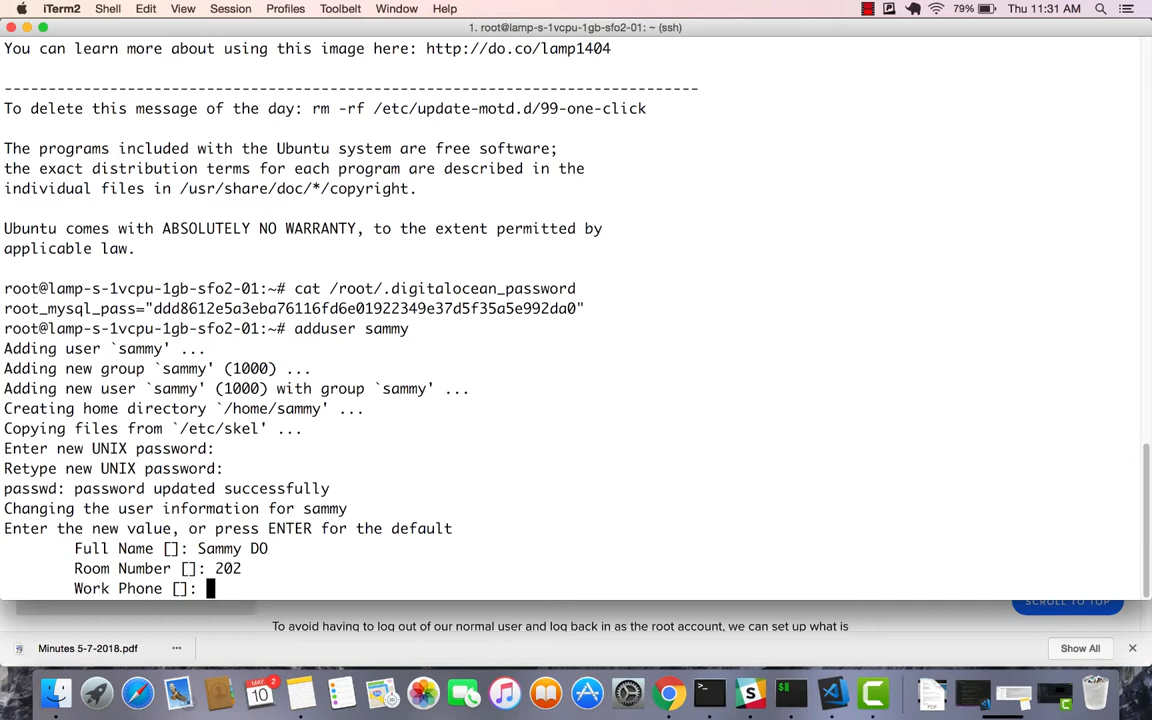 iTerm2 Shell Edit View Session Profiles Toolbelt Window Help 79% Thu 11:31 AM
1. root@lamp-s-1vcpu-1gb-sfo2-01: ~ (ssh)
You can learn more about using this image here: http://do.co/lamp1404
-------------------------------------------------------------------------------
To delete this message of the day: rm -rf /etc/update-motd.d/99-one-click
The programs included with the Ubuntu system are free software;
the exact distribution terms for each program are described in the
individual files in /usr/share/doc/*/copyright.
Ubuntu comes with ABSOLUTELY NO WARRANTY, to the extent permitted by
applicable law.
root@lamp-s-1vcpu-1gb-sfo2-01:~# cat /root/.digitalocean_password
root_mysql_pass="ddd8612e5a3eba76116fd6e01922349e37d5f35a5e992da0"
root@lamp-s-1vcpu-1gb-sfo2-01:~# adduser sammy
Adding user `sammy' ...
Adding new group `sammy' (1000) ...
Adding new user `sammy' (1000) with group `sammy' ...
Creating home directory `/home/sammy' ...
Copying files from `/etc/skel' ...
Enter new UNIX password:
Retype new UNIX password:
passwd: password updated successfully
Changing the user information for sammy
Enter the new value, or press ENTER for the default
Full Name []: Sammy DO
Room Number []: 202
Work Phone []:
SCROLL TO TOP
To avoid having to log out of our normal user and log back in as the root account, we can set up what is
Minutes 5-7-2018.pdf
Show All
MAY 2
10